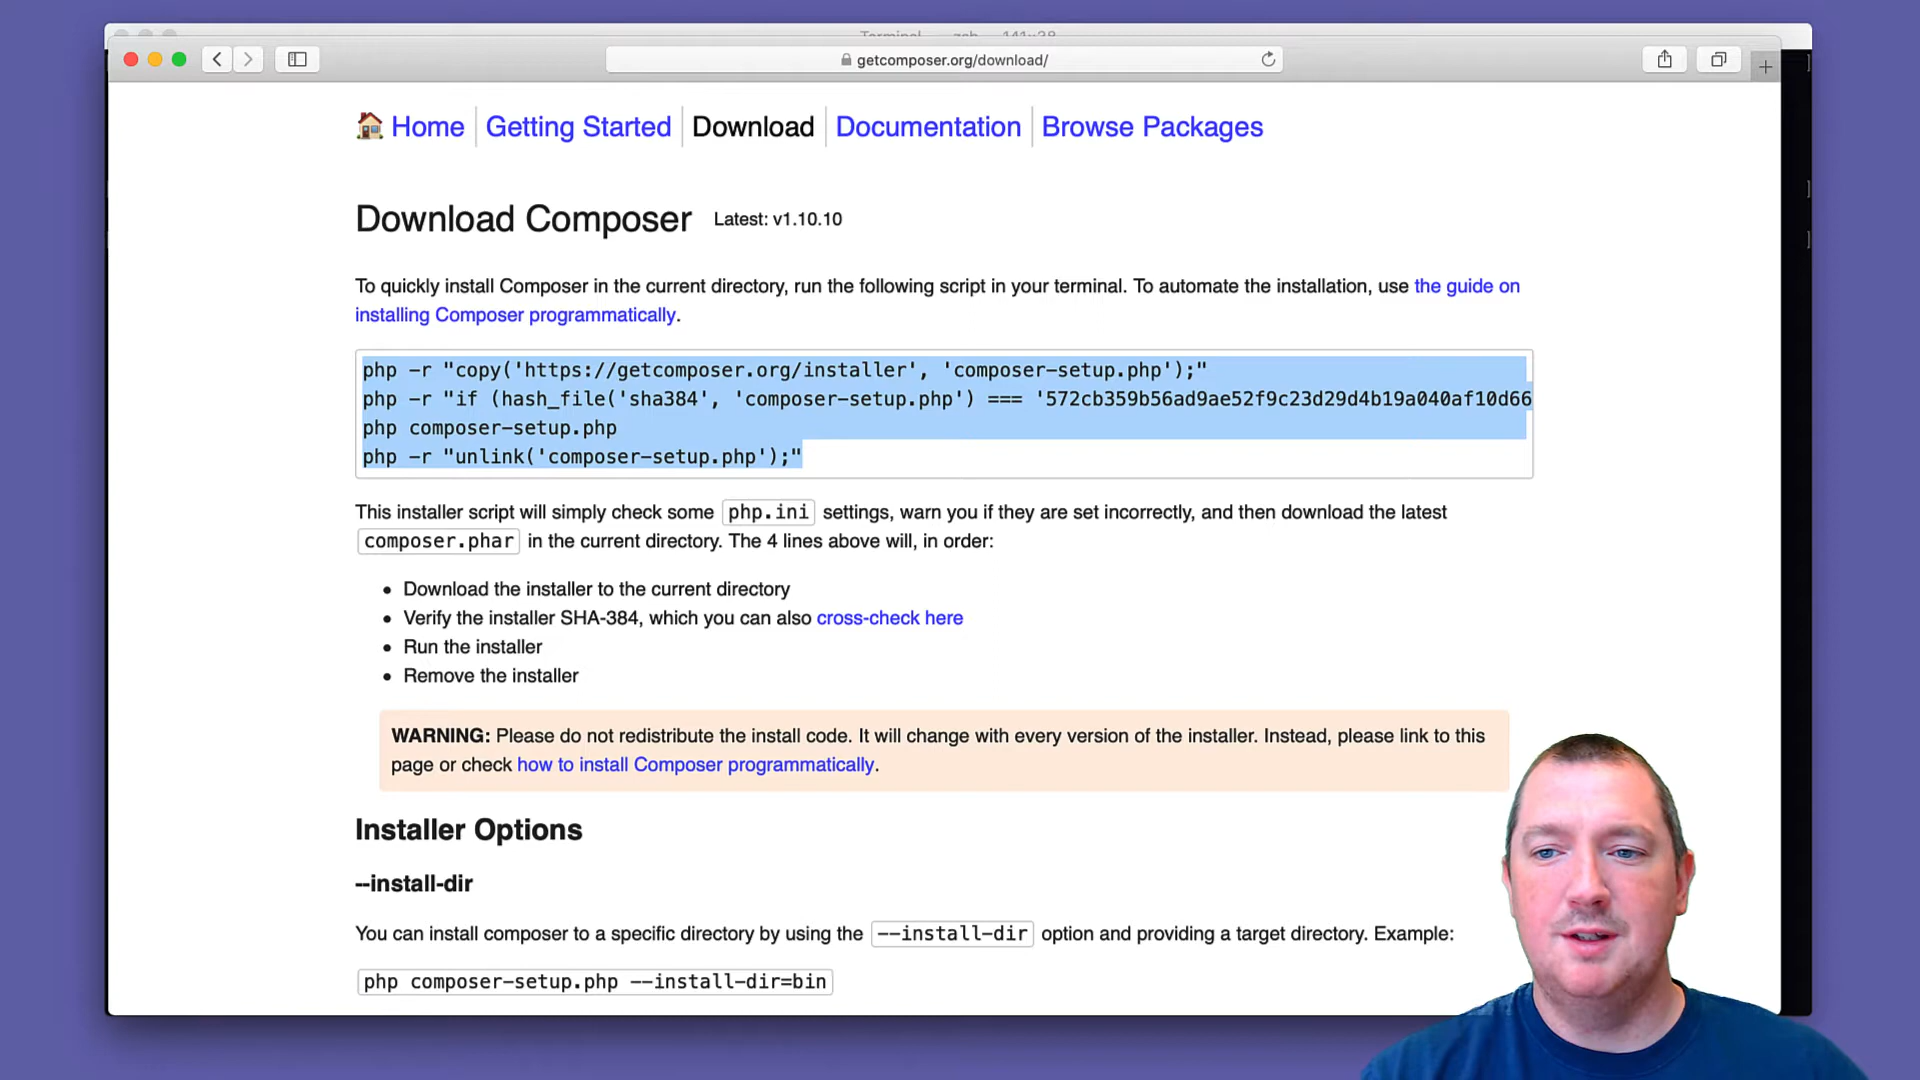 getcomposer.org/download/
Home Getting Started Download Documentation Browse Packages
Download Composer Latest: v1.10.10
To quickly install Composer in the current directory, run the following script in your terminal. To automate the installation, use the guide on
installing Composer programmatically.
php -r "copy('https://getcomposer.org/installer', 'composer-setup.php');"
php -r "if (hash_file('sha384', 'composer-setup.php') === '572cb359b56ad9ae52f9c23d29d4b19a040af10d66
php composer-setup.php
php -r "unlink('composer-setup.php');"
This installer script will simply check some php.ini settings, warn you if they are set incorrectly, and then download the latest
composer.phar in the current directory. The 4 lines above will, in order:
• Download the installer to the current directory
• Verify the installer SHA-384, which you can also cross-check here
• Run the installer
• Remove the installer
WARNING: Please do not redistribute the install code. It will change with every version of the installer. Instead, please link to this
page or check how to install Composer programmatically.
Installer Options
--install-dir
You can install composer to a specific directory by using the --install-dir option and providing a target directory. Example:
php composer-setup.php --install-dir=bin